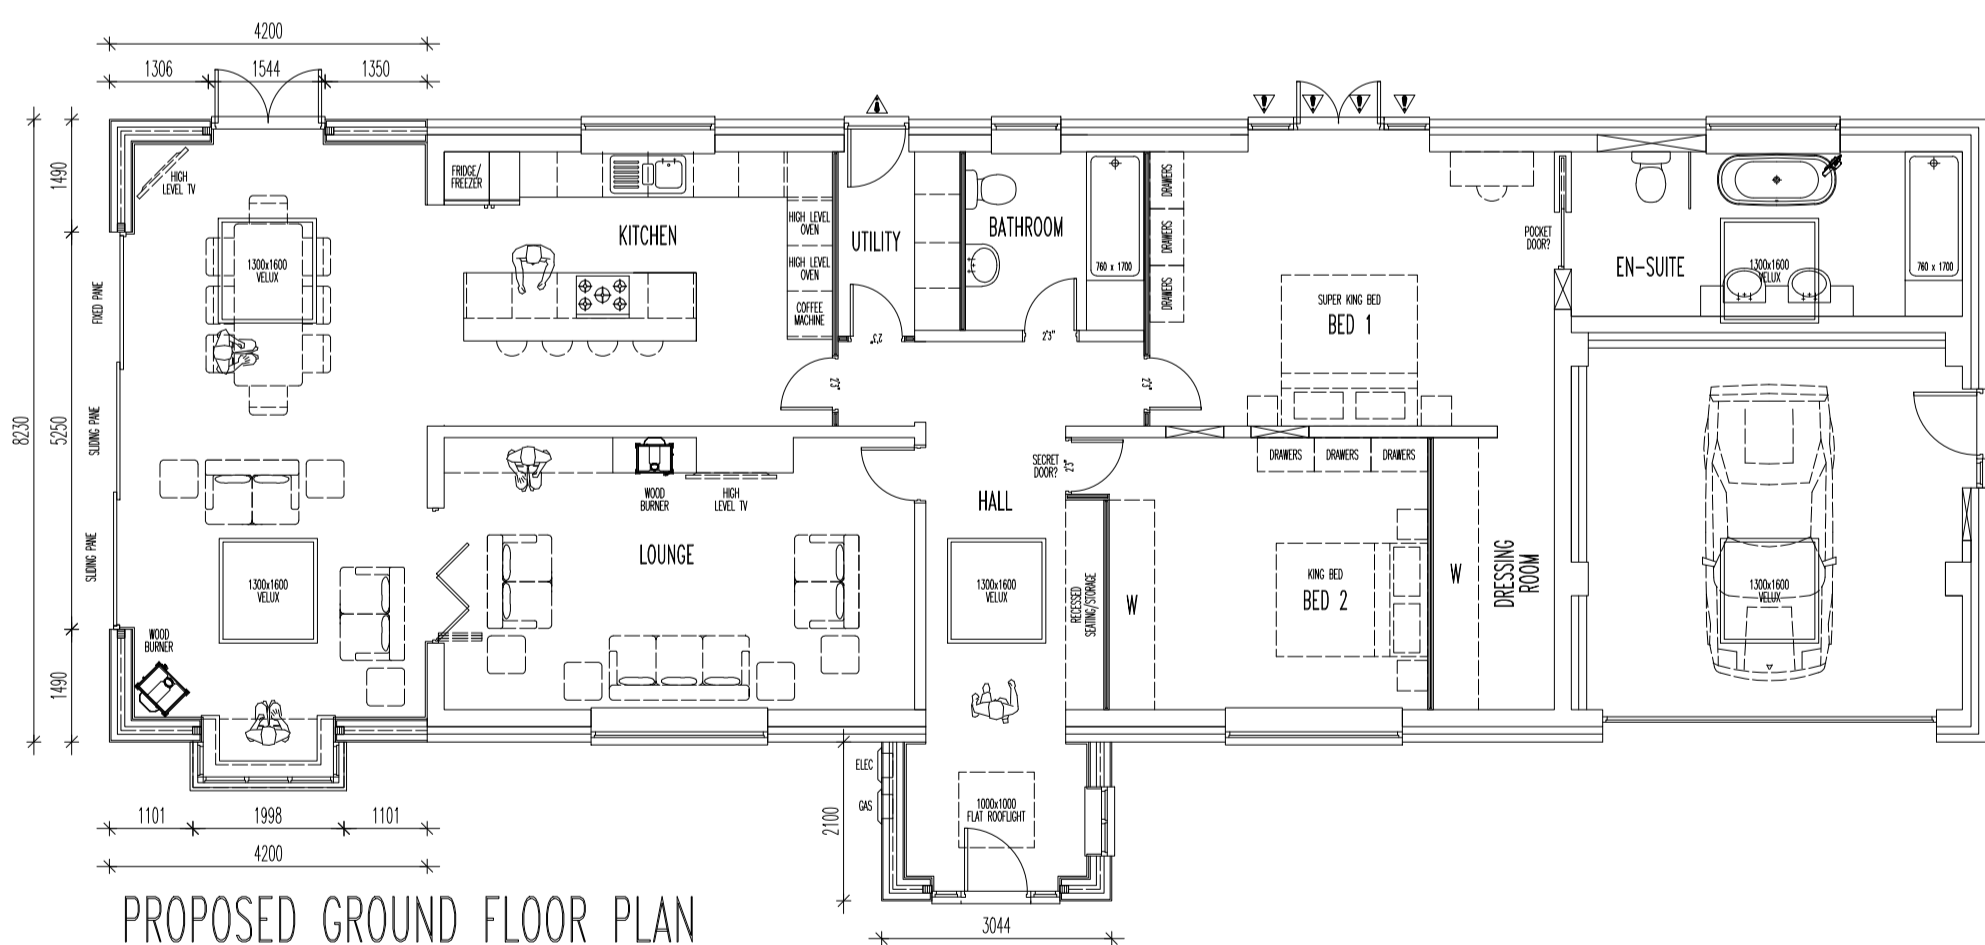 4200
1306
1544
1350
8230
1490
5250
1490
HIGH
LEVEL TV
1300x1600
VELUX
FIXED PANE
SLIDING PANE
SLIDING PANE
1300x1600
VELUX
WOOD
BURNER
1101
1998
1101
4200
FRIDGE/
FREEZER
KITCHEN
HIGH LEVEL
OVEN
HIGH LEVEL
OVEN
COFFEE
MACHINE
UTILITY
2'3"
2'3"
BATHROOM
760 x 1700
2'3"
2'3"
DRAWERS
DRAWERS
DRAWERS
SUPER KING BED
BED 1
POCKET
DOOR?
EN-SUITE
1300x1600
VELUX
760 x 1700
WOOD
BURNER
HIGH
LEVEL TV
LOUNGE
HALL
SECRET
DOOR?
2'3"
1300x1600
VELUX
RECESSED
SEATING/STORAGE
W
DRAWERS
DRAWERS
DRAWERS
KING BED
BED 2
W
DRESSING
ROOM
1300x1600
VELUX
ELEC
GAS
2100
1000x1000
FLAT ROOFLIGHT
3044
PROPOSED GROUND FLOOR PLAN